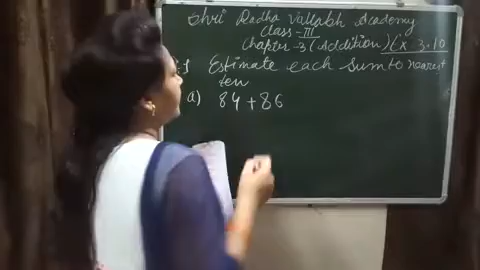 Shri Radha Vallabh Academy
Class-III
Chapter-3 (Addition) Ex 3.10
Estimate each Sum to nearest
ten
a) 84+86